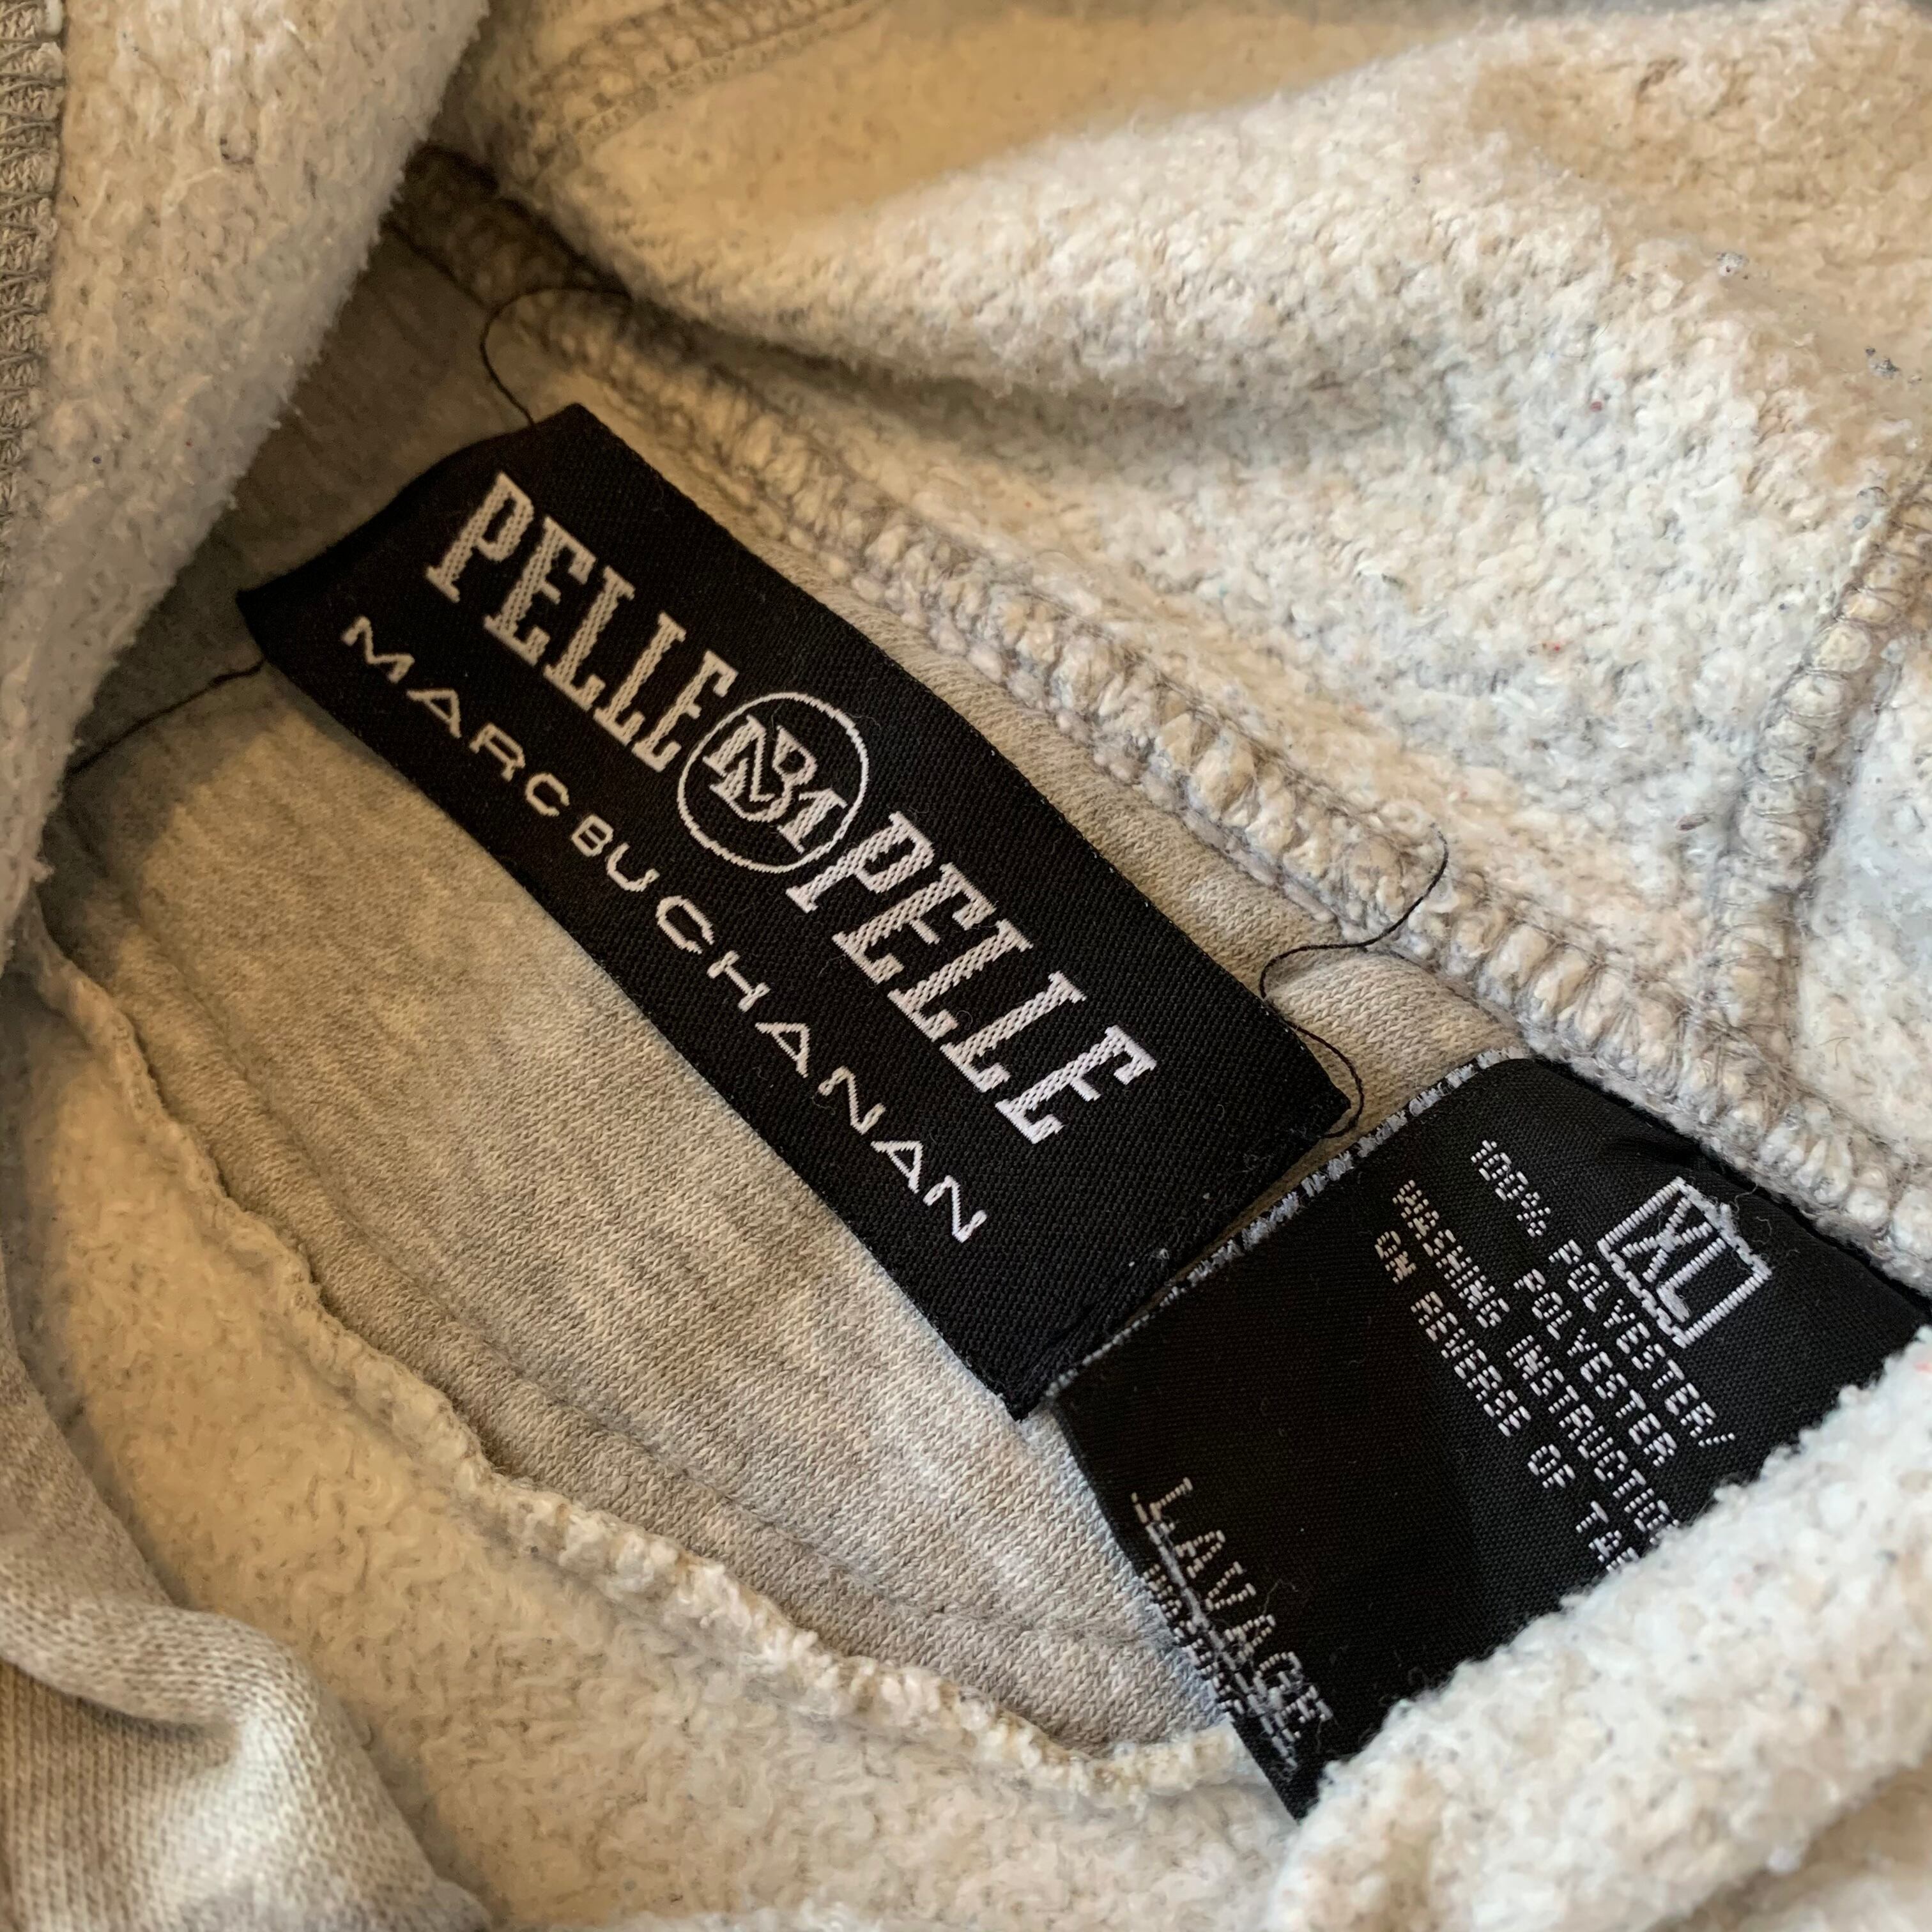 PELLE MB PELLE
MARC BUCHANAN
XL
100% POLYESTER/
POLYESTER
WASHING INSTRUCTIO
ON REVERSE OF TA
LAVAGE